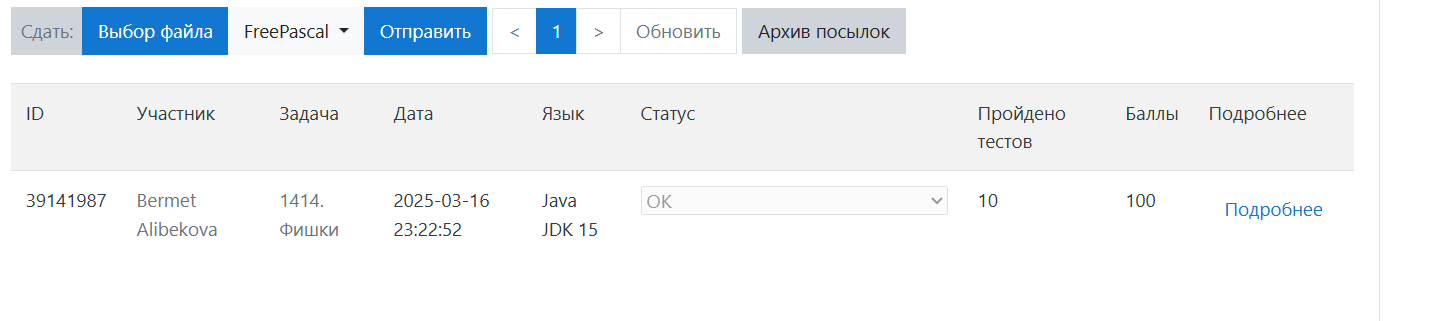 Сдать: Выбор файла FreePascal Отправить < 1 > Обновить Архив посылок
ID Участник Задача Дата Язык Статус Пройдено тестов Баллы Подробнее
39141987 Bermet Alibekova 1414. Фишки 2025-03-16 23:22:52 Java JDK 15 OK 10 100 Подробнее